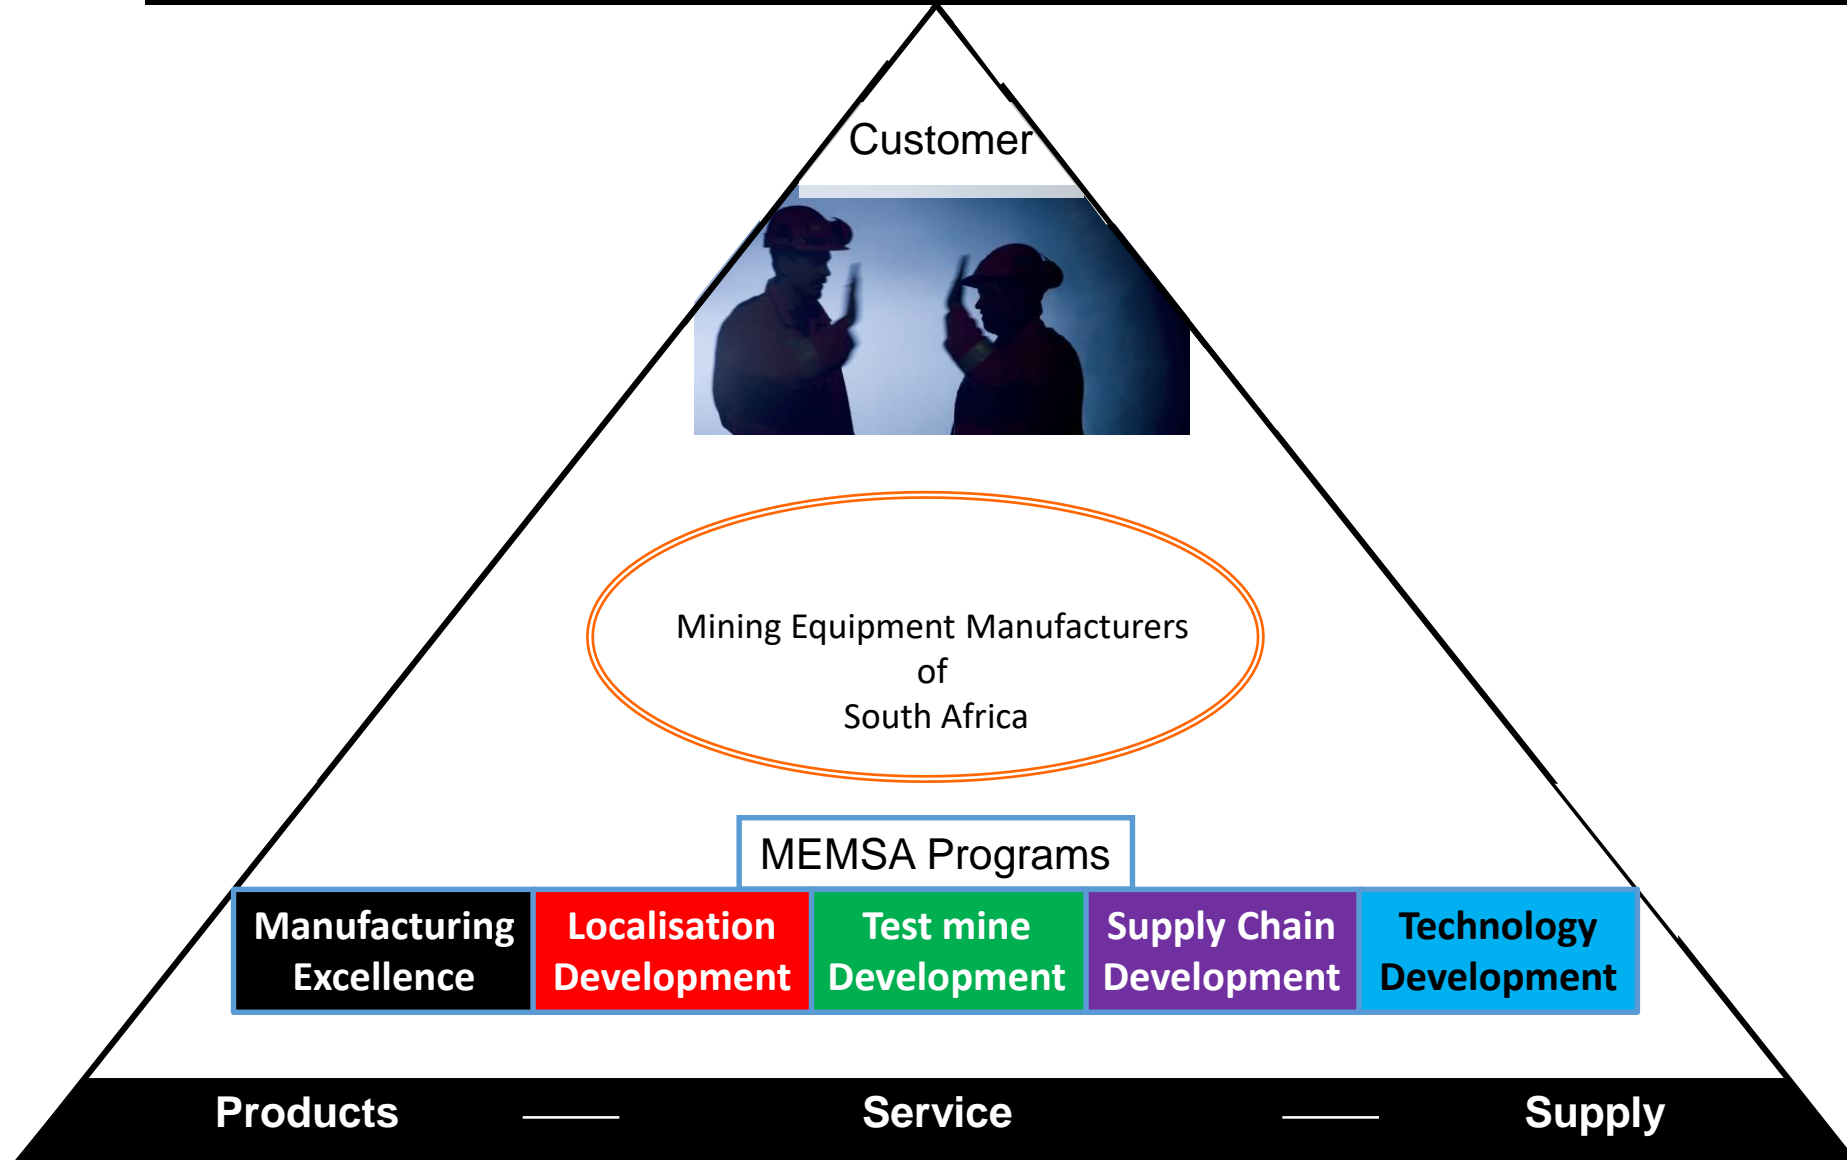 Customer
Mining Equipment Manufacturers
of
South Africa
MEMSA Programs
Manufacturing
Excellence
Localisation
Development
Test mine
Development
Supply Chain
Development
Technology
Development
Products Service Supply